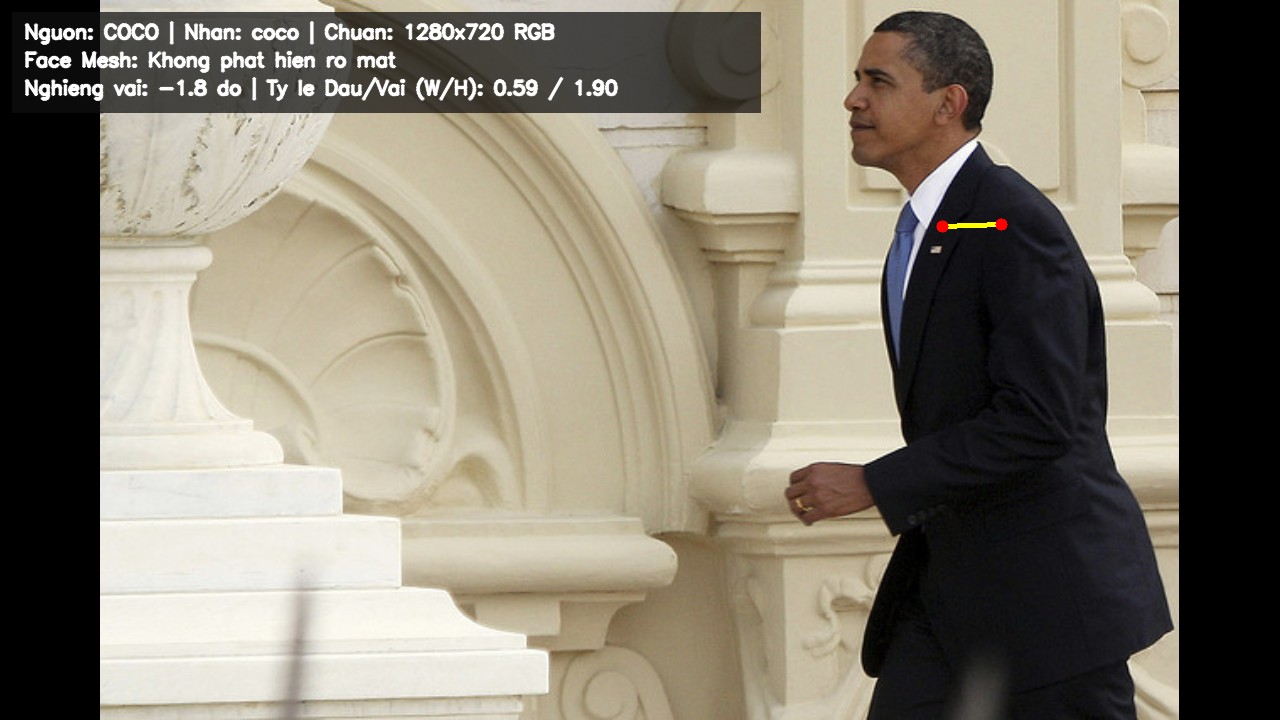 Nguon: COCO | Nhan: coco | Chuan: 1280x720 RGB
Face Mesh: Khong phat hien ro mat
Nghieng vai: -1.8 do | Ty le Dau/Vai (W/H): 0.59 / 1.90